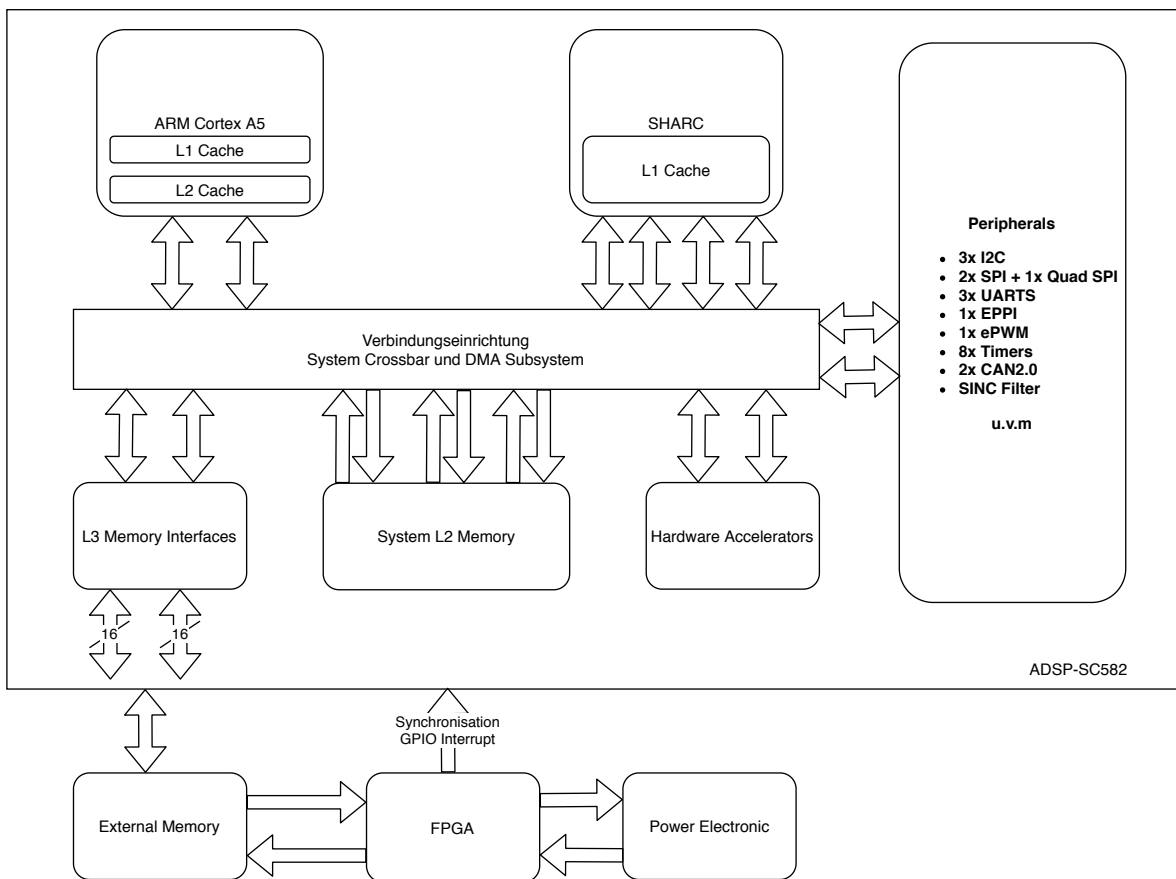 ARM Cortex A5
L1 Cache
L2 Cache
SHARC
L1 Cache
Peripherals
• 3x I2C
• 2x SPI + 1x Quad SPI
• 3x UARTS
• 1x EPPI
• 1x ePWM
• 8x Timers
• 2x CAN2.0
• SINC Filter
u.v.m
Verbindungseinrichtung
System Crossbar und DMA Subsystem
L3 Memory Interfaces
System L2 Memory
Hardware Accelerators
16
16
ADSP-SC582
Synchronisation
GPIO Interrupt
External Memory
FPGA
Power Electronic